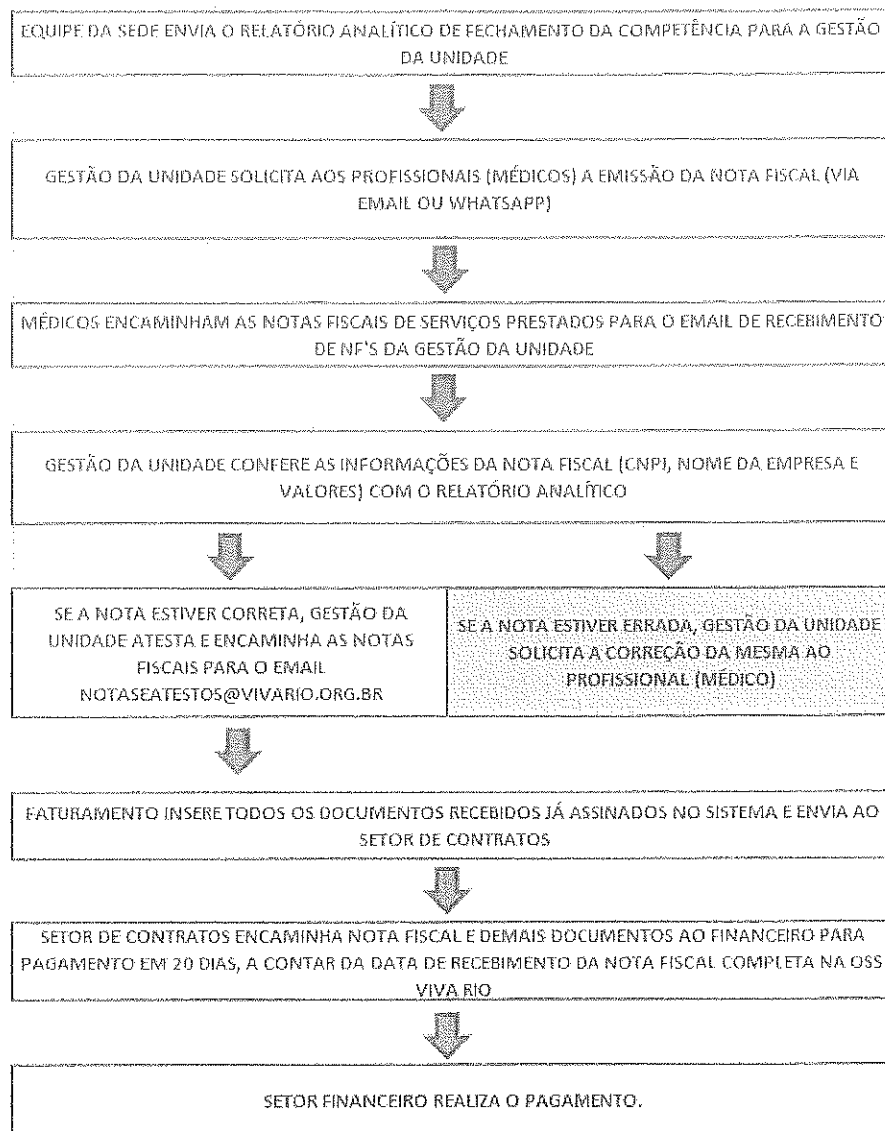 EQUIPE DA SEDE ENVIA O RELATÓRIO ANALÍTICO DE FECHAMENTO DA COMPETÊNCIA PARA A GESTÃO
DA UNIDADE
GESTÃO DA UNIDADE SOLICITA AOS PROFISSIONAIS (MÉDICOS) A EMISSÃO DA NOTA FISCAL (VIA
EMAIL OU WHATSAPP)
MÉDICOS ENCAMINHAM AS NOTAS FISCAIS DE SERVIÇOS PRESTADOS PARA O EMAIL DE RECEBIMENTO
DE NF'S DA GESTÃO DA UNIDADE
GESTÃO DA UNIDADE CONFERE AS INFORMAÇÕES DA NOTA FISCAL (CNPJ, NOME DA EMPRESA E
VALORES) COM O RELATÓRIO ANALÍTICO
SE A NOTA ESTIVER CORRETA, GESTÃO DA
UNIDADE ATESTA E ENCAMINHA AS NOTAS
FISCAIS PARA O EMAIL
NOTASEATESTOS@VIVARIO.ORG.BR
SE A NOTA ESTIVER ERRADA, GESTÃO DA UNIDADE
SOLICITA A CORREÇÃO DA MESMA AO
PROFISSIONAL (MÉDICO)
FATURAMENTO INSERE TODOS OS DOCUMENTOS RECEBIDOS JÁ ASSINADOS NO SISTEMA E ENVIA AO
SETOR DE CONTRATOS
SETOR DE CONTRATOS ENCAMINHA NOTA FISCAL E DEMAIS DOCUMENTOS AO FINANCEIRO PARA
PAGAMENTO EM 20 DIAS, A CONTAR DA DATA DE RECEBIMENTO DA NOTA FISCAL COMPLETA NA OSS
VIVA RIO
SETOR FINANCEIRO REALIZA O PAGAMENTO.